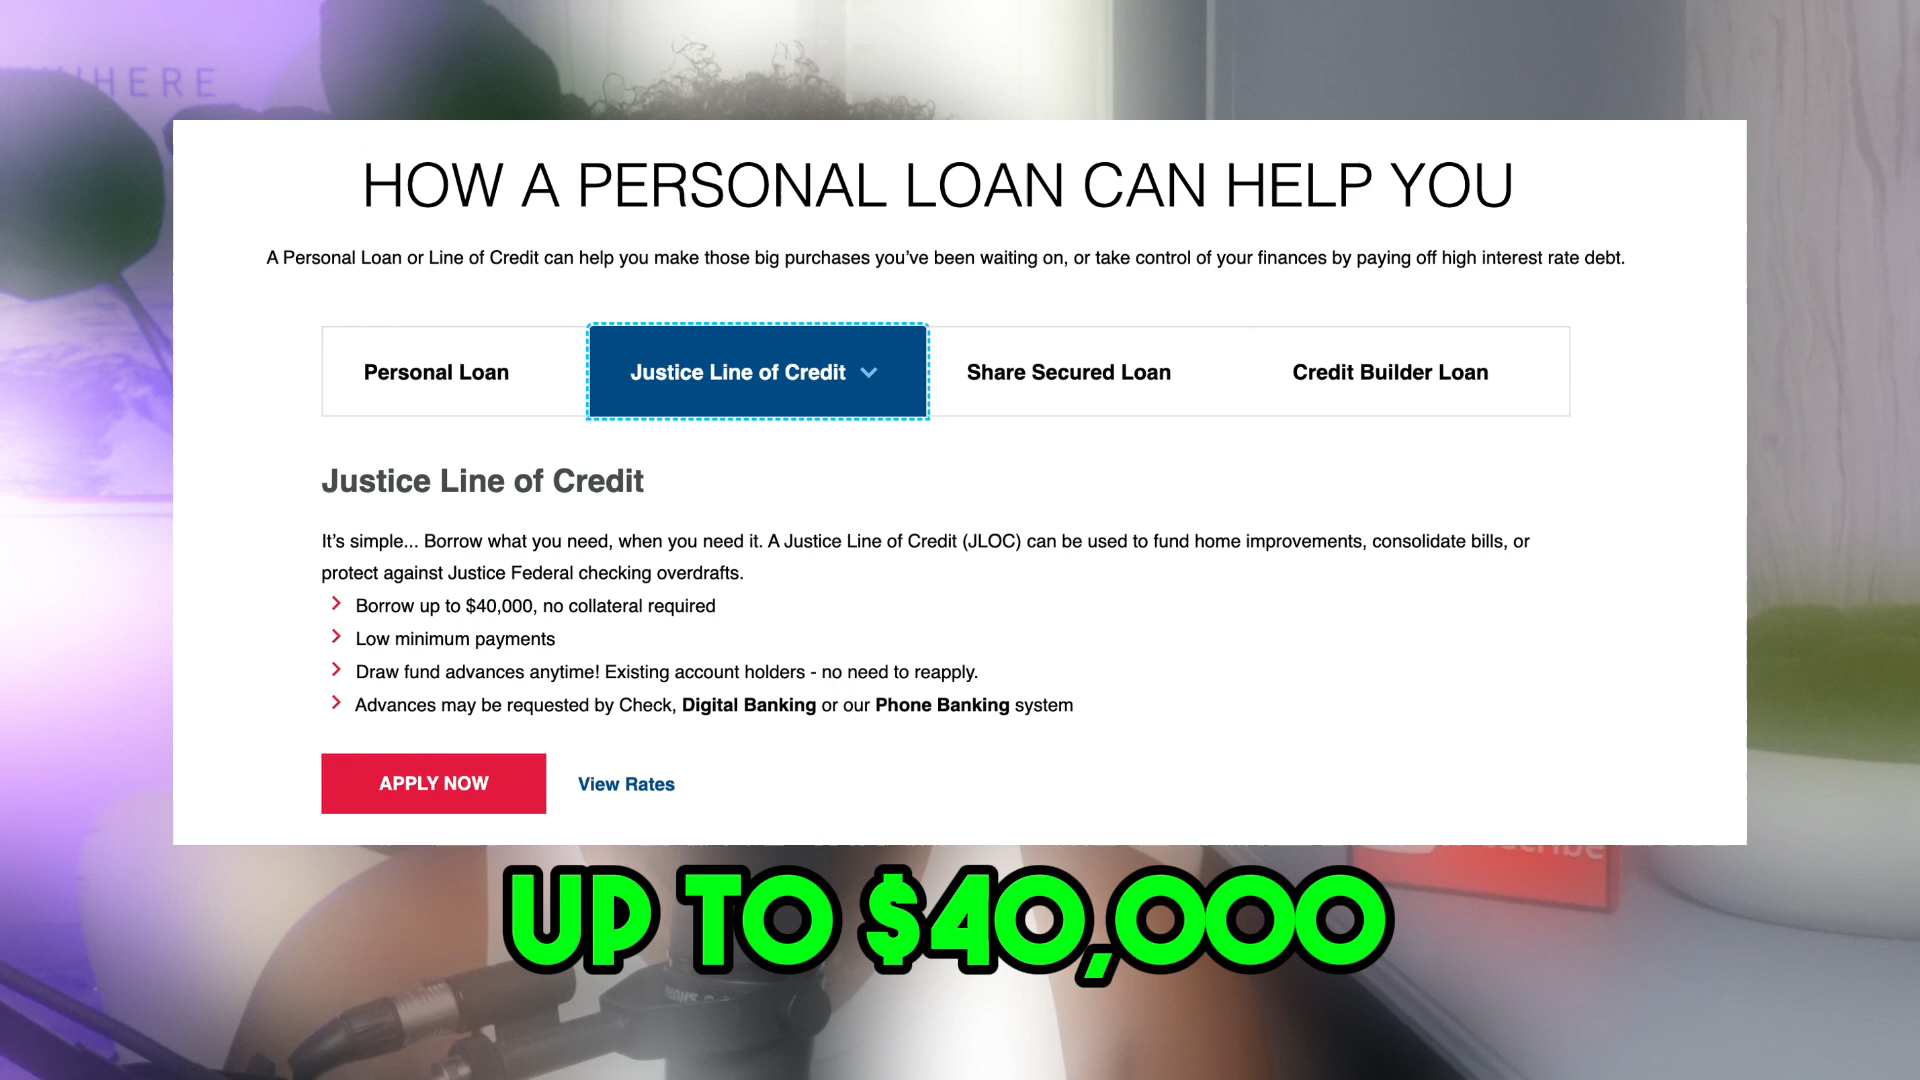 HOW A PERSONAL LOAN CAN HELP YOU
A Personal Loan or Line of Credit can help you make those big purchases you've been waiting on, or take control of your finances by paying off high interest rate debt.
Personal Loan
Justice Line of Credit
Share Secured Loan
Credit Builder Loan
Justice Line of Credit
It's simple... Borrow what you need, when you need it. A Justice Line of Credit (JLOC) can be used to fund home improvements, consolidate bills, or
protect against Justice Federal checking overdrafts.
Borrow up to $40,000, no collateral required
Low minimum payments
Draw fund advances anytime! Existing account holders - no need to reapply.
Advances may be requested by Check, Digital Banking or our Phone Banking system
APPLY NOW
View Rates
UP TO $40,000